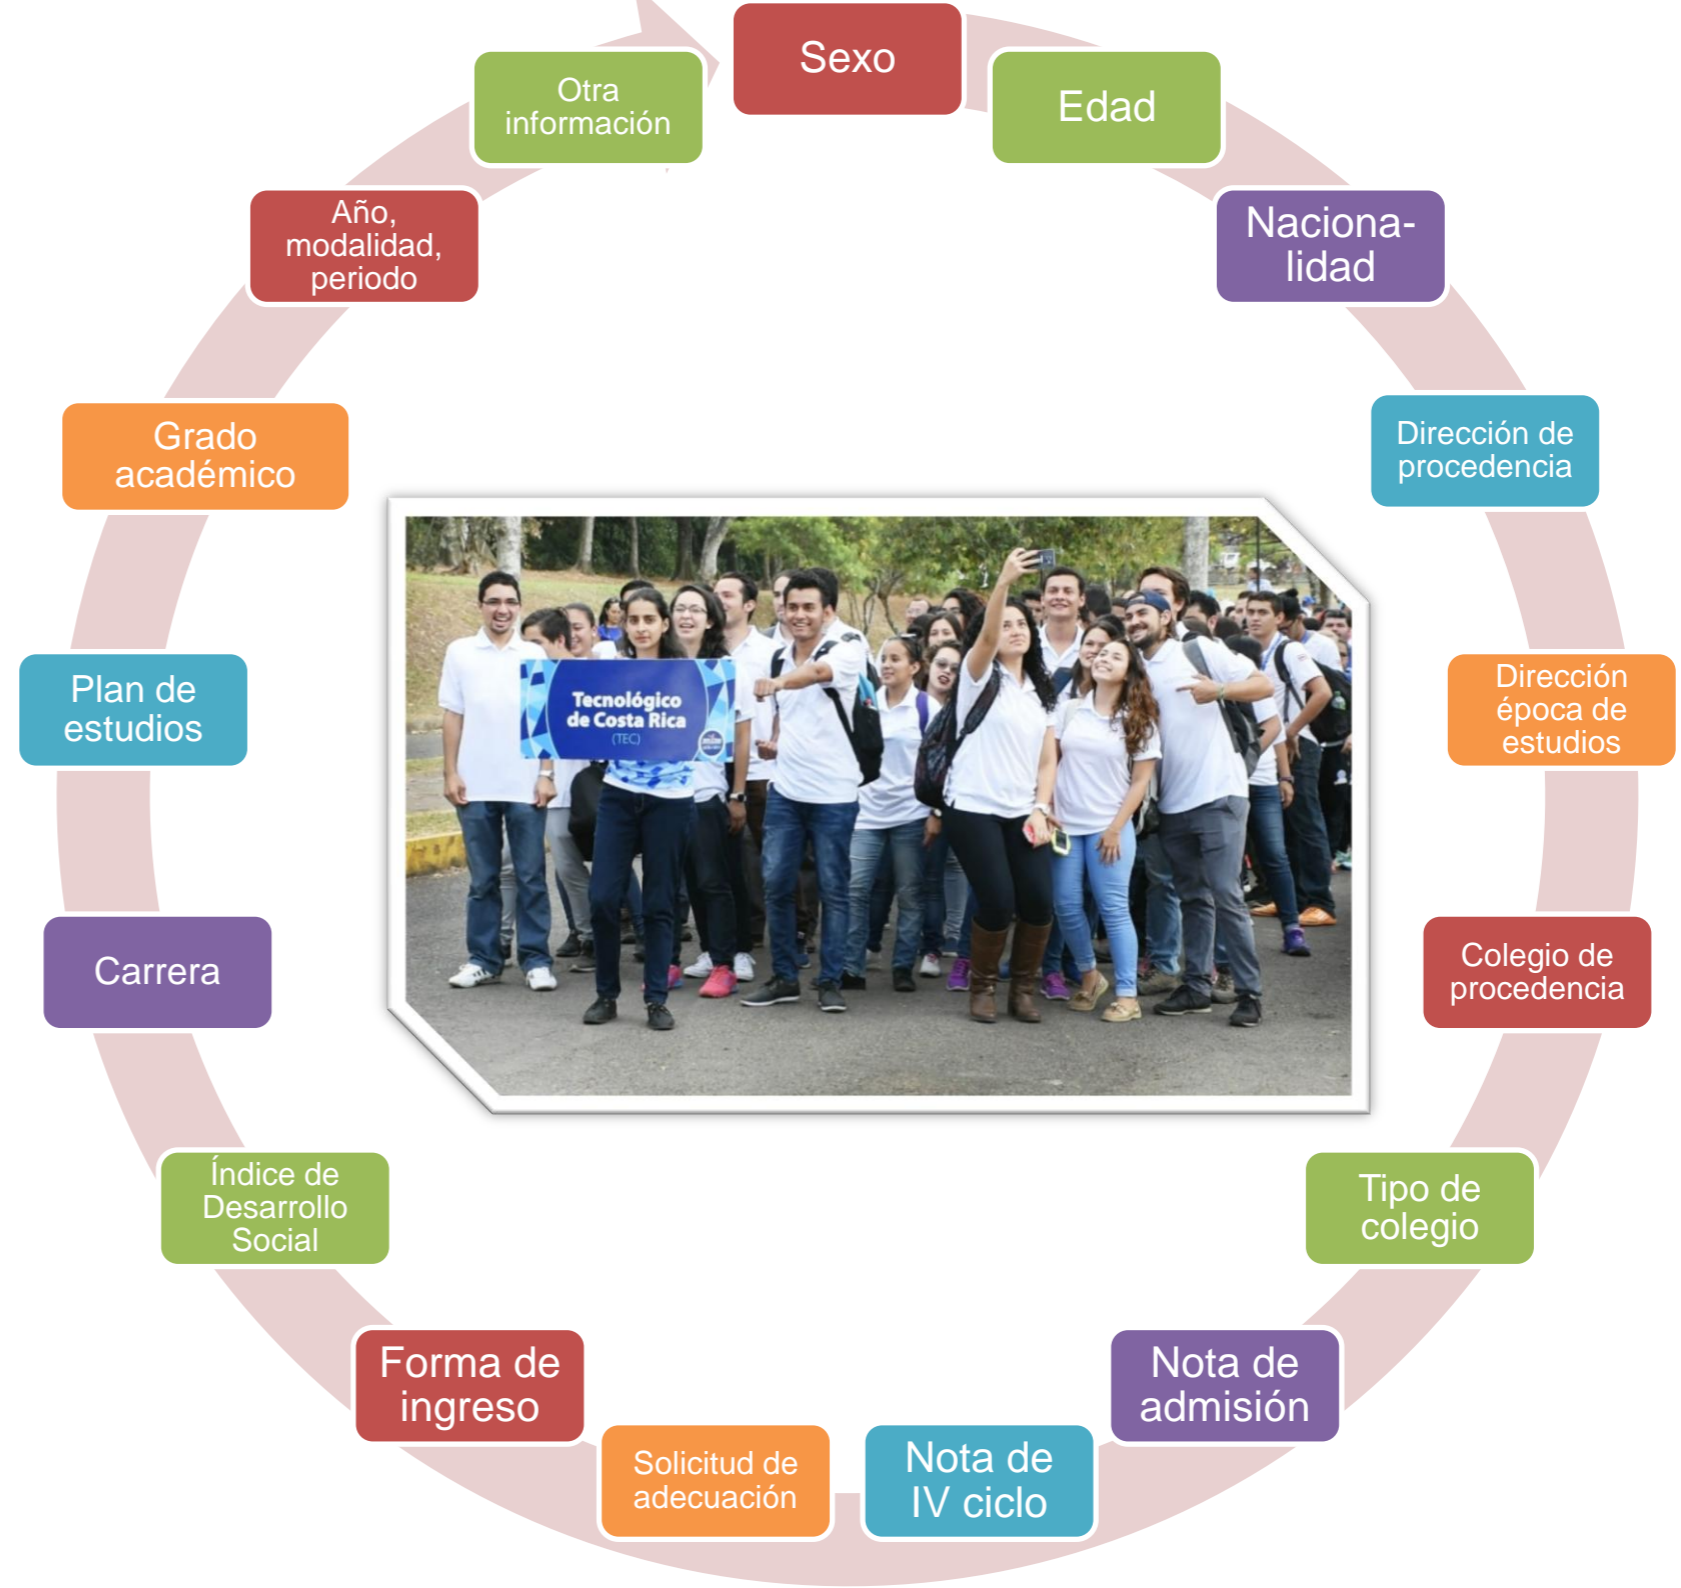 Sexo
Edad
Naciona-
lidad
Dirección de
procedencia
Dirección
época de
estudios
Colegio de
procedencia
Tipo de
colegio
Nota de
admisión
Nota de
IV ciclo
Solicitud de
adecuación
Forma de
ingreso
Índice de
Desarrollo
Social
Carrera
Plan de
estudios
Grado
académico
Año,
modalidad,
periodo
Otra
información
Tecnológico
de Costa Rica
(TEC)